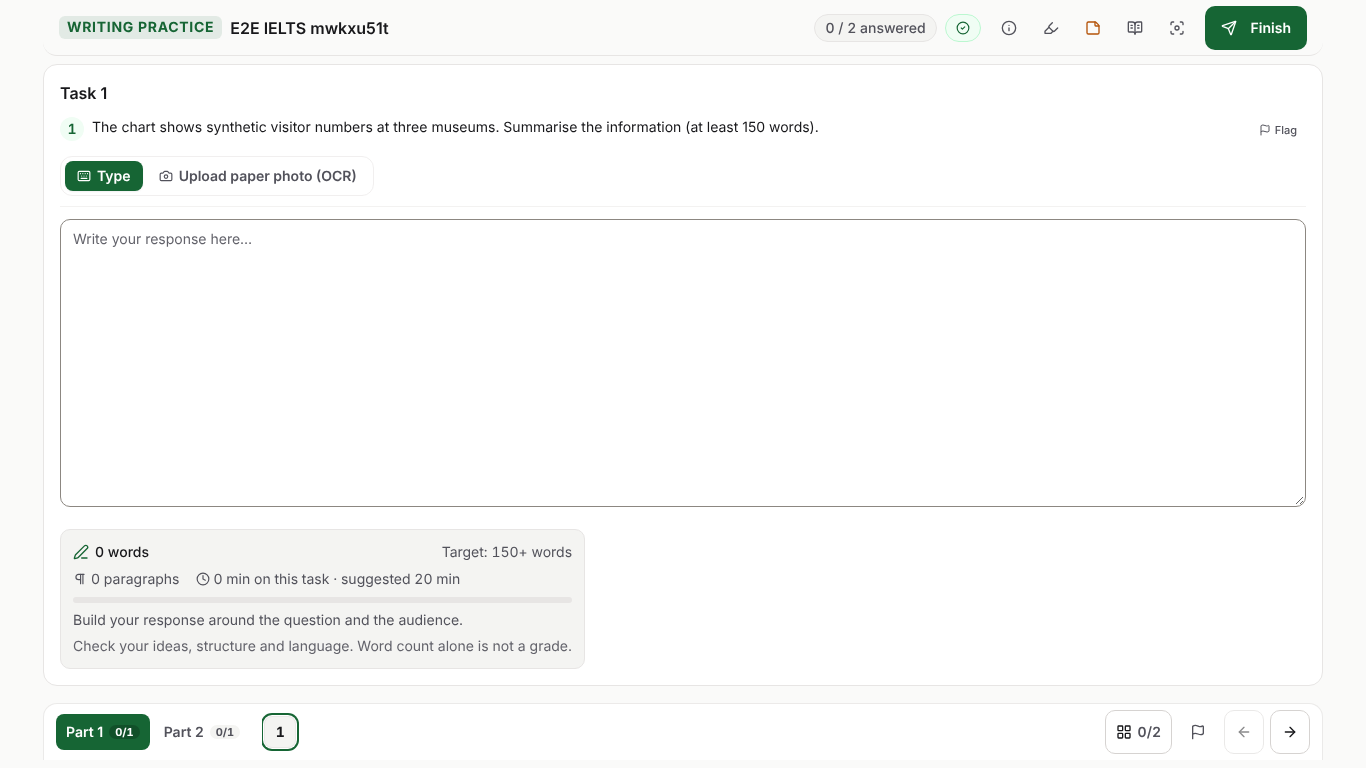 WRITING PRACTICE E2E IELTS mwkxu51t 0 / 2 answered Finish
Task 1
1 The chart shows synthetic visitor numbers at three museums. Summarise the information (at least 150 words). Flag
Type Upload paper photo (OCR)
Write your response here...
0 words Target: 150+ words
¶ 0 paragraphs 0 min on this task · suggested 20 min
Build your response around the question and the audience.
Check your ideas, structure and language. Word count alone is not a grade.
Part 1 0/1 Part 2 0/1 1 0/2